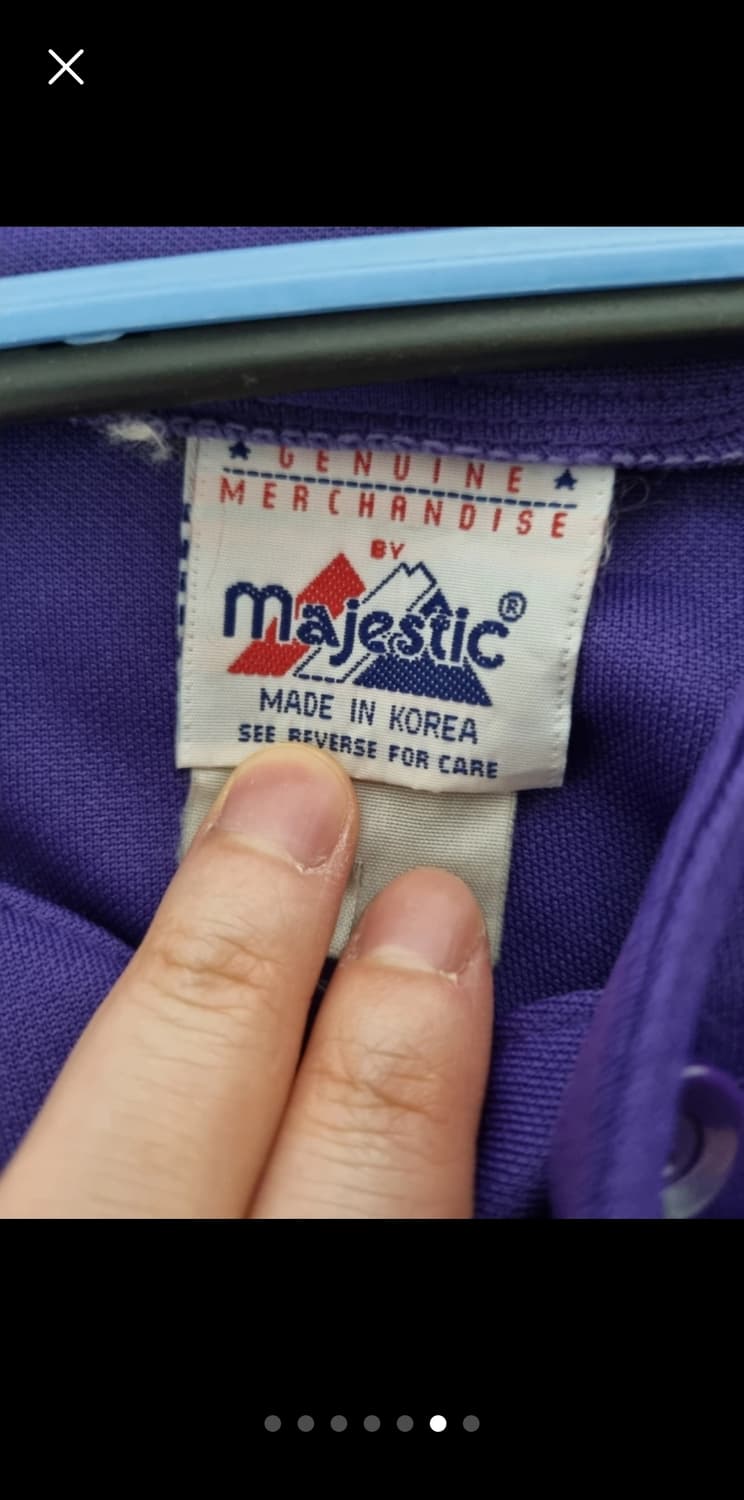 GENUINE
MERCHANDISE
BY
majestic®
MADE IN KOREA
SEE REVERSE FOR CARE